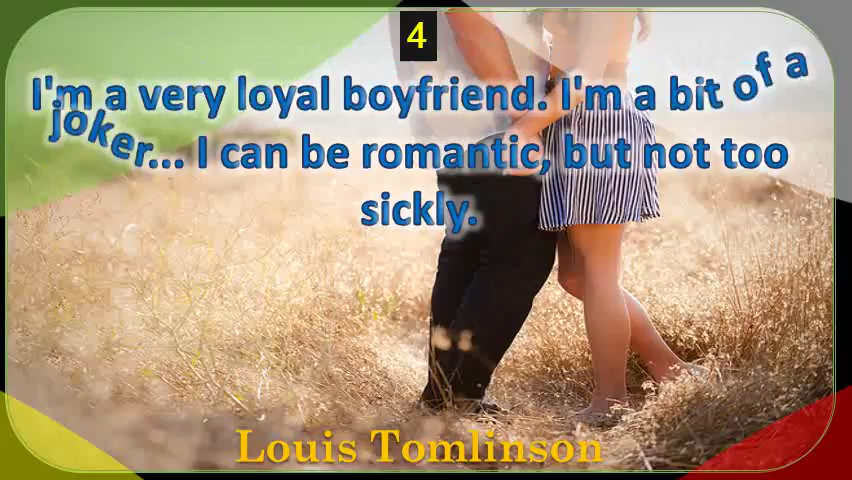 4
I'm a very loyal boyfriend. I'm a bit of a
joker... I can be romantic, but not too
sickly.
Louis Tomlinson